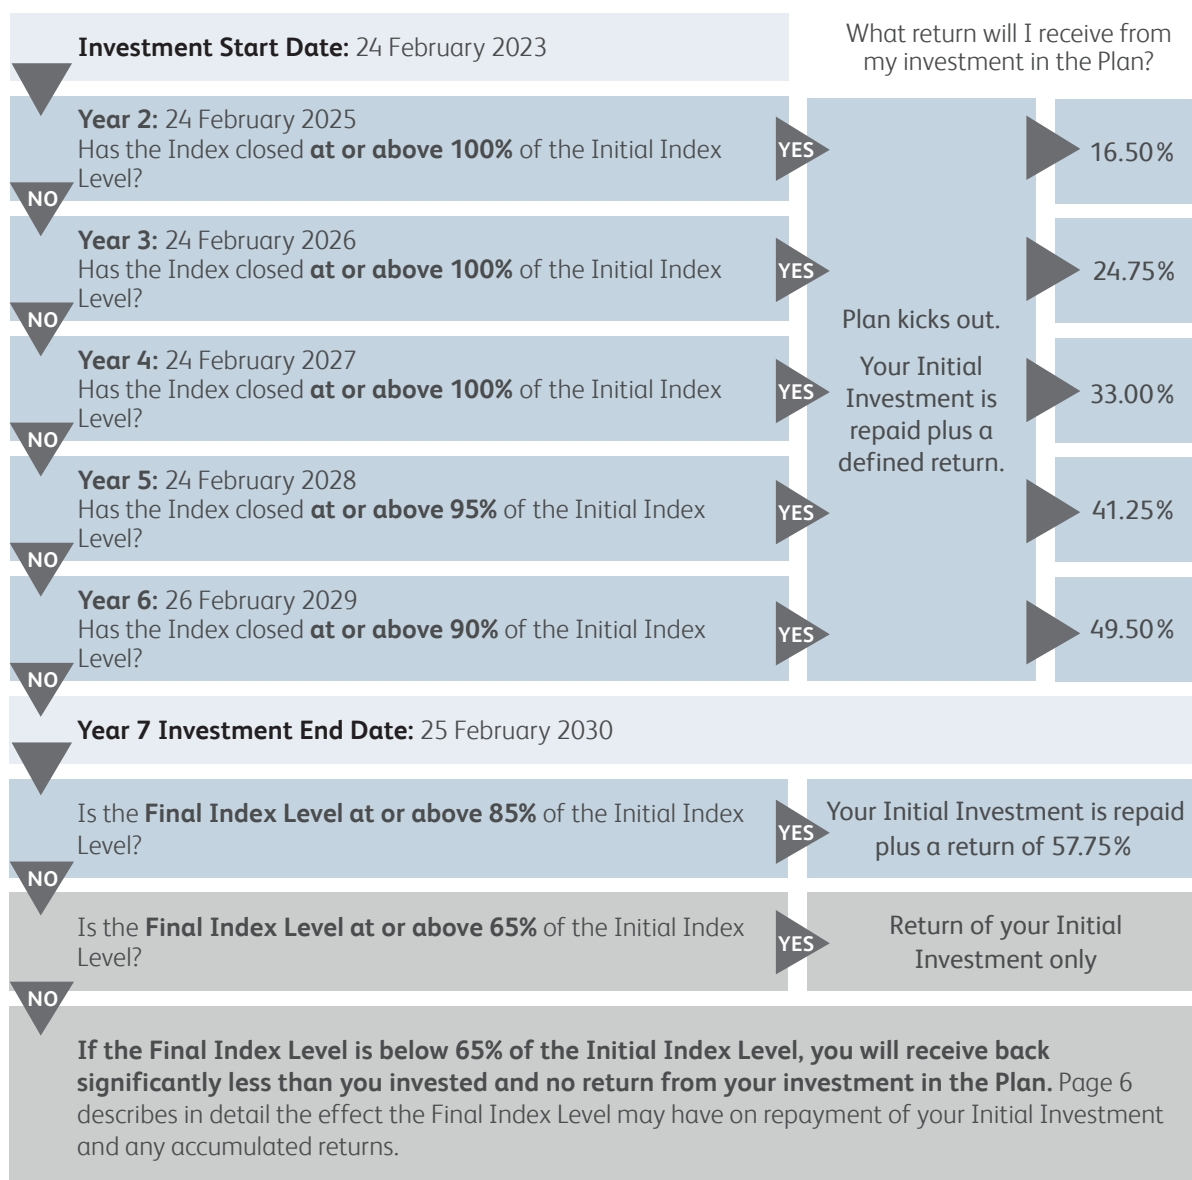 Investment Start Date: 24 February 2023
What return will I receive from
my investment in the Plan?
Year 2: 24 February 2025
Has the Index closed at or above 100% of the Initial Index
Level?
YES
16.50%
NO
Year 3: 24 February 2026
Has the Index closed at or above 100% of the Initial Index
Level?
YES
24.75%
NO
Year 4: 24 February 2027
Has the Index closed at or above 100% of the Initial Index
Level?
YES
33.00%
NO
Year 5: 24 February 2028
Has the Index closed at or above 95% of the Initial Index
Level?
YES
41.25%
NO
Year 6: 26 February 2029
Has the Index closed at or above 90% of the Initial Index
Level?
YES
49.50%
NO
Plan kicks out.
Your Initial
Investment is
repaid plus a
defined return.
Year 7 Investment End Date: 25 February 2030
Is the Final Index Level at or above 85% of the Initial Index
Level?
YES
Your Initial Investment is repaid
plus a return of 57.75%
NO
Is the Final Index Level at or above 65% of the Initial Index
Level?
YES
Return of your Initial
Investment only
NO
If the Final Index Level is below 65% of the Initial Index Level, you will receive back
significantly less than you invested and no return from your investment in the Plan. Page 6
describes in detail the effect the Final Index Level may have on repayment of your Initial Investment
and any accumulated returns.